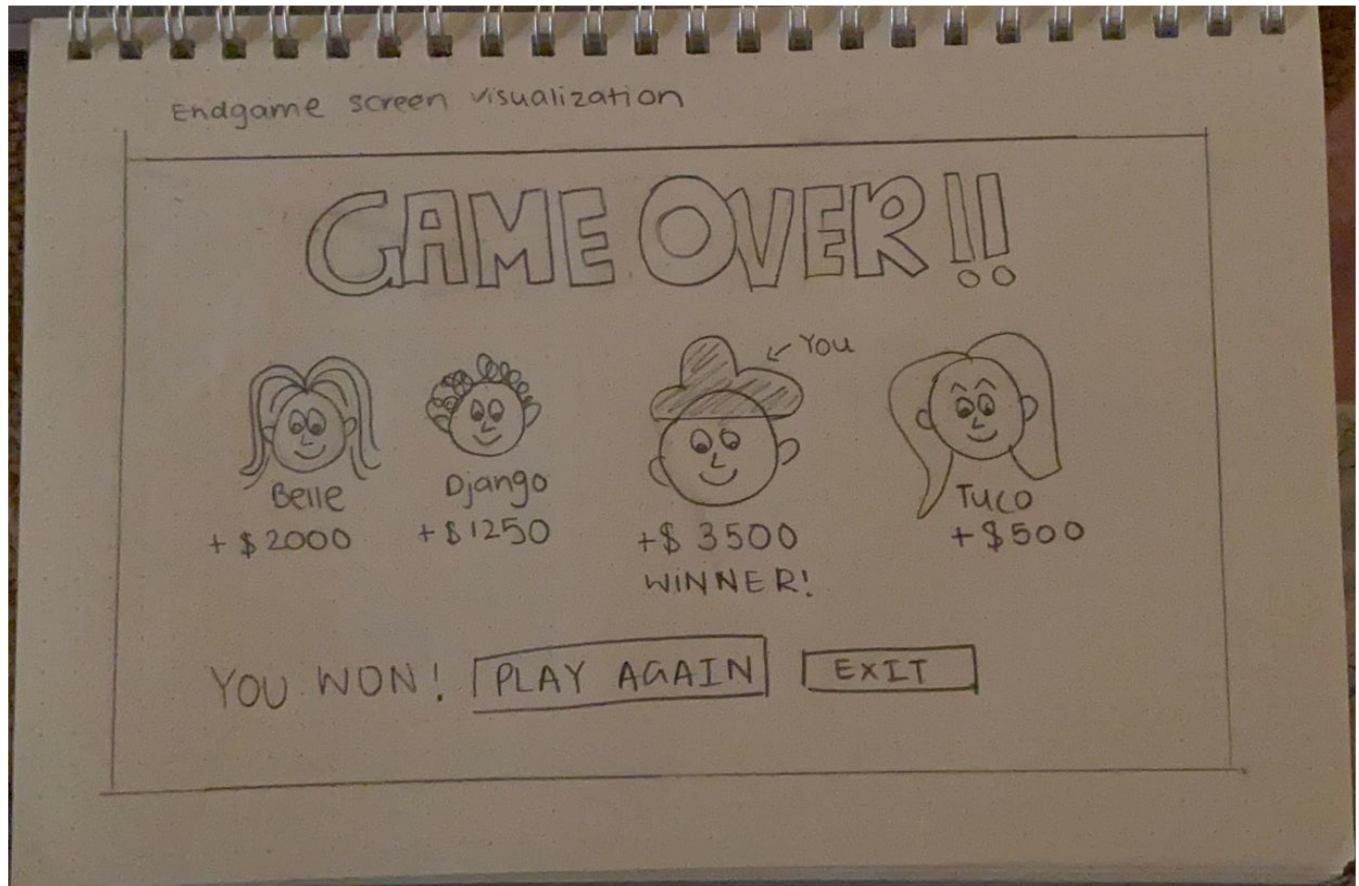 Endgame screen visualization
GAME OVER!!
← You
Belle
Django
Tuco
+ $2000
+ $1250
+$ 3500
+$500
WINNER!
YOU WON!
PLAY AGAIN
EXIT